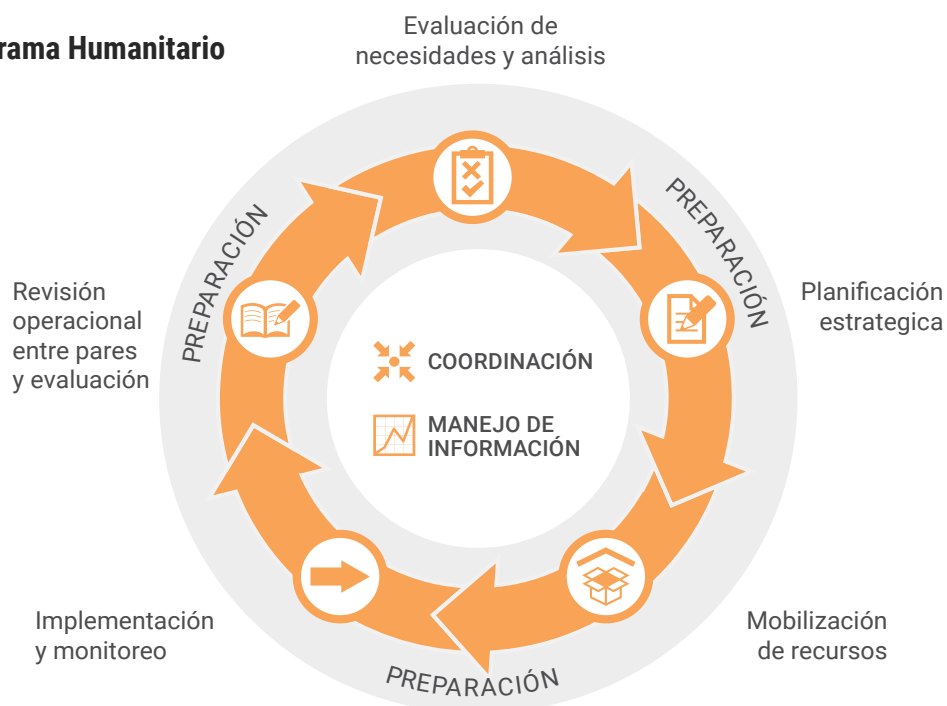 rama Humanitario
Evaluación de
necesidades y análisis
PREPARACIÓN
PREPARACIÓN
Revisión
operacional
entre pares
y evaluación
Planificación
estrategica
COORDINACIÓN
MANEJO DE
INFORMACIÓN
Implementación
y monitoreo
Mobilización
de recursos
PREPARACIÓN